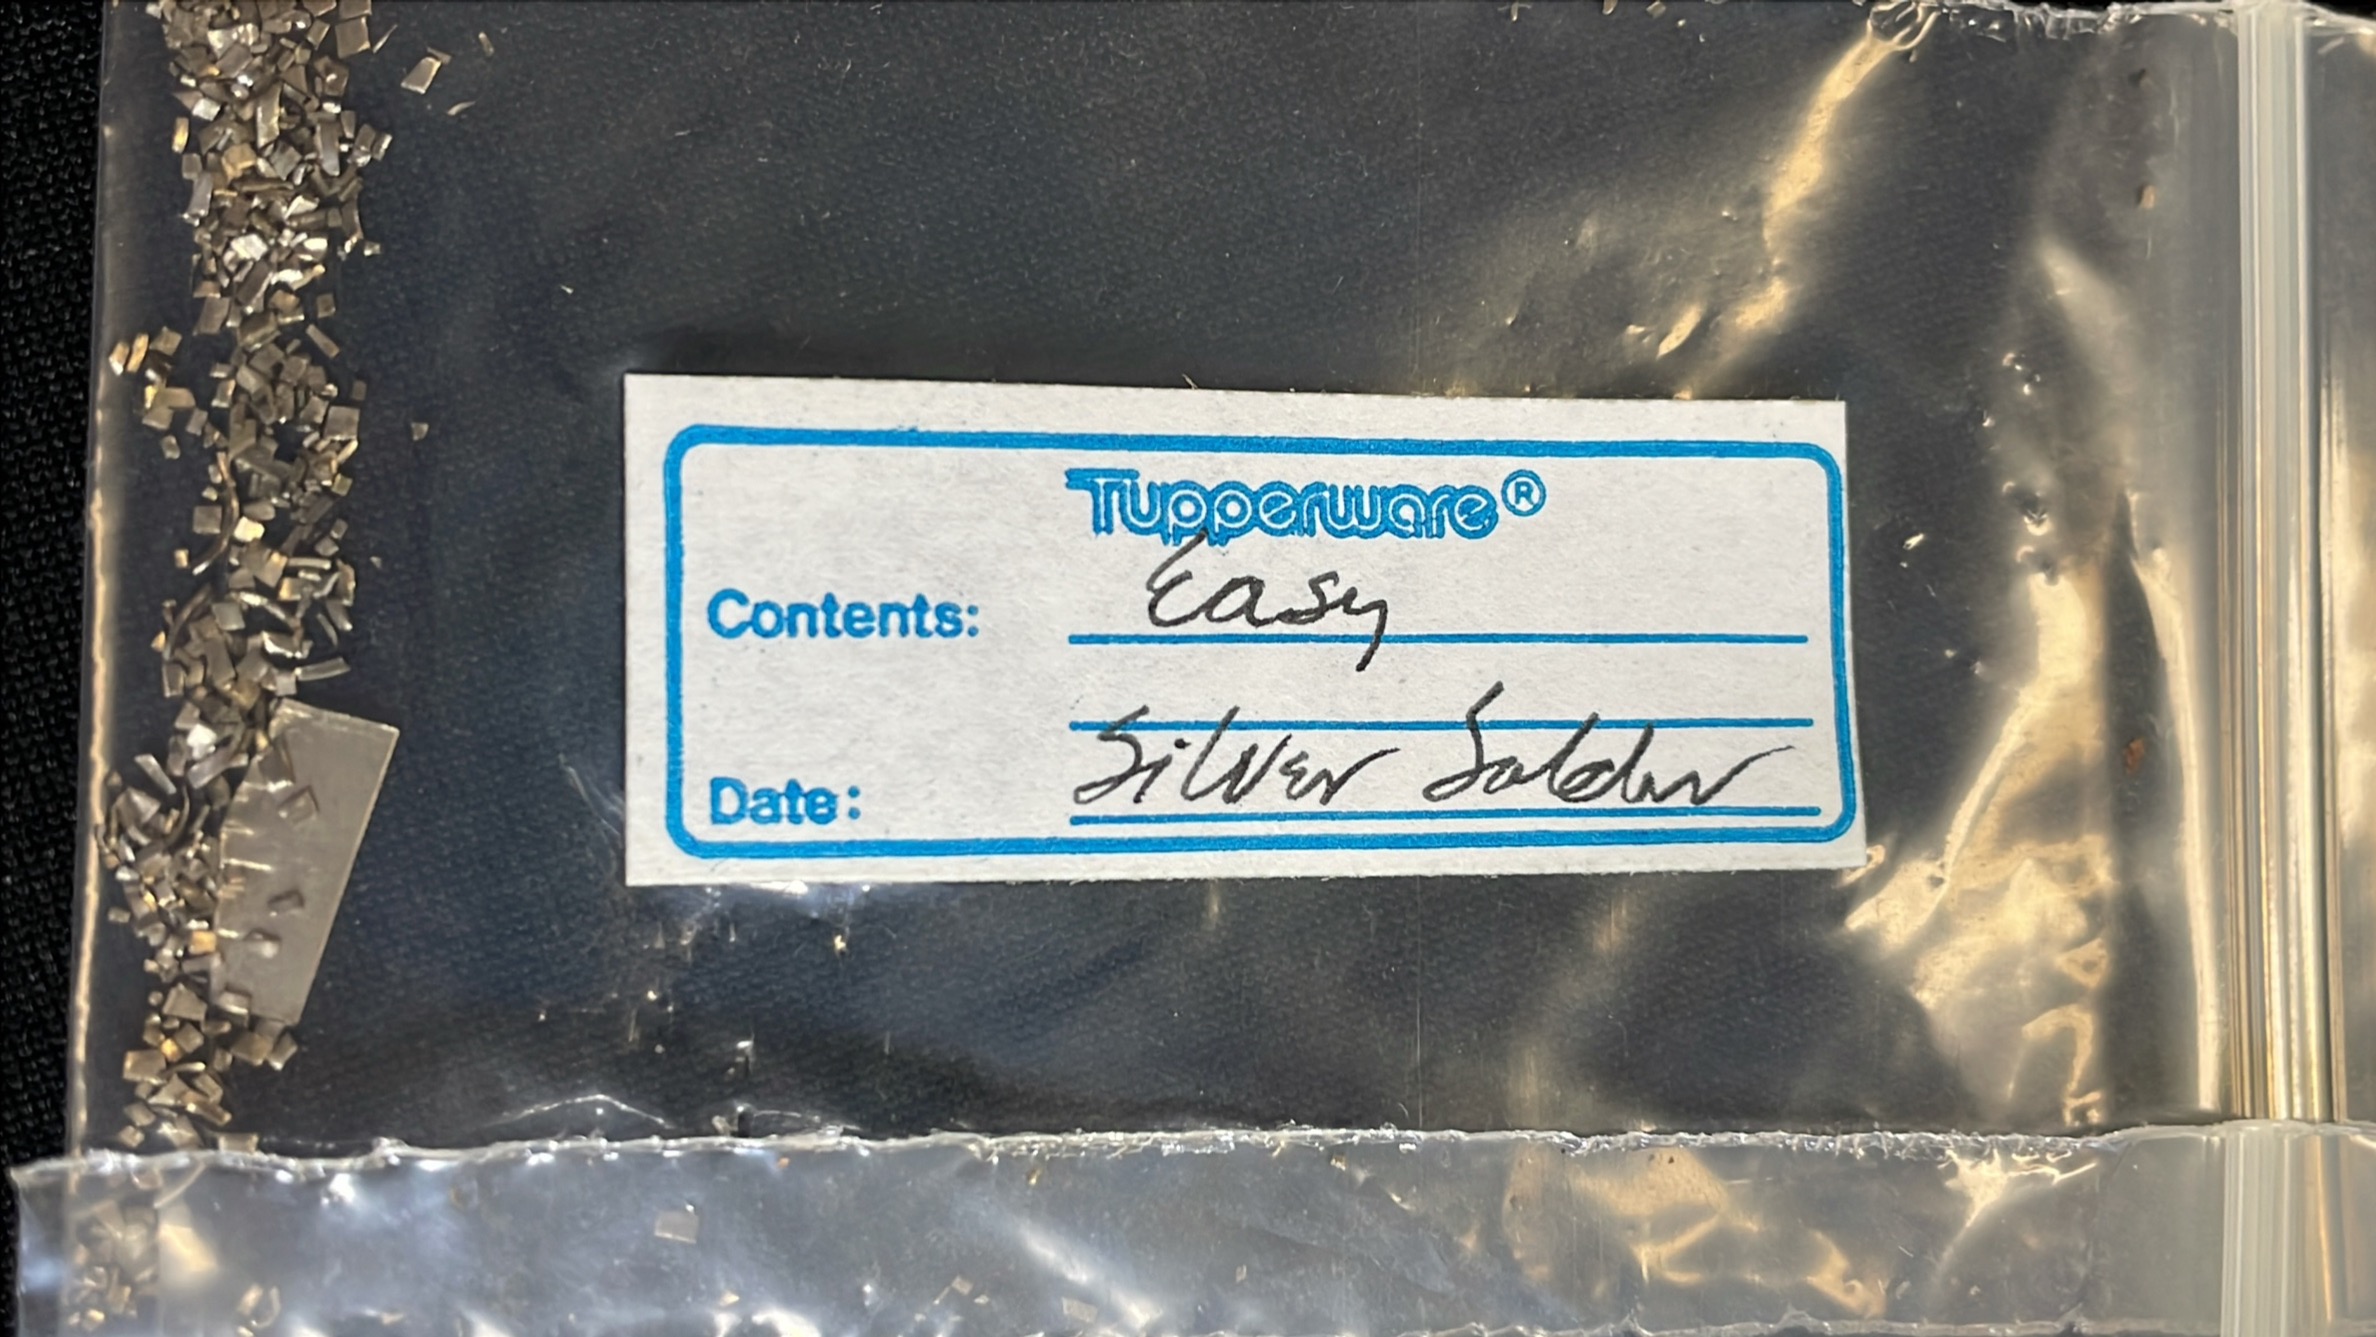 Tupperware®
Contents: Easy
Date: Silver Solder